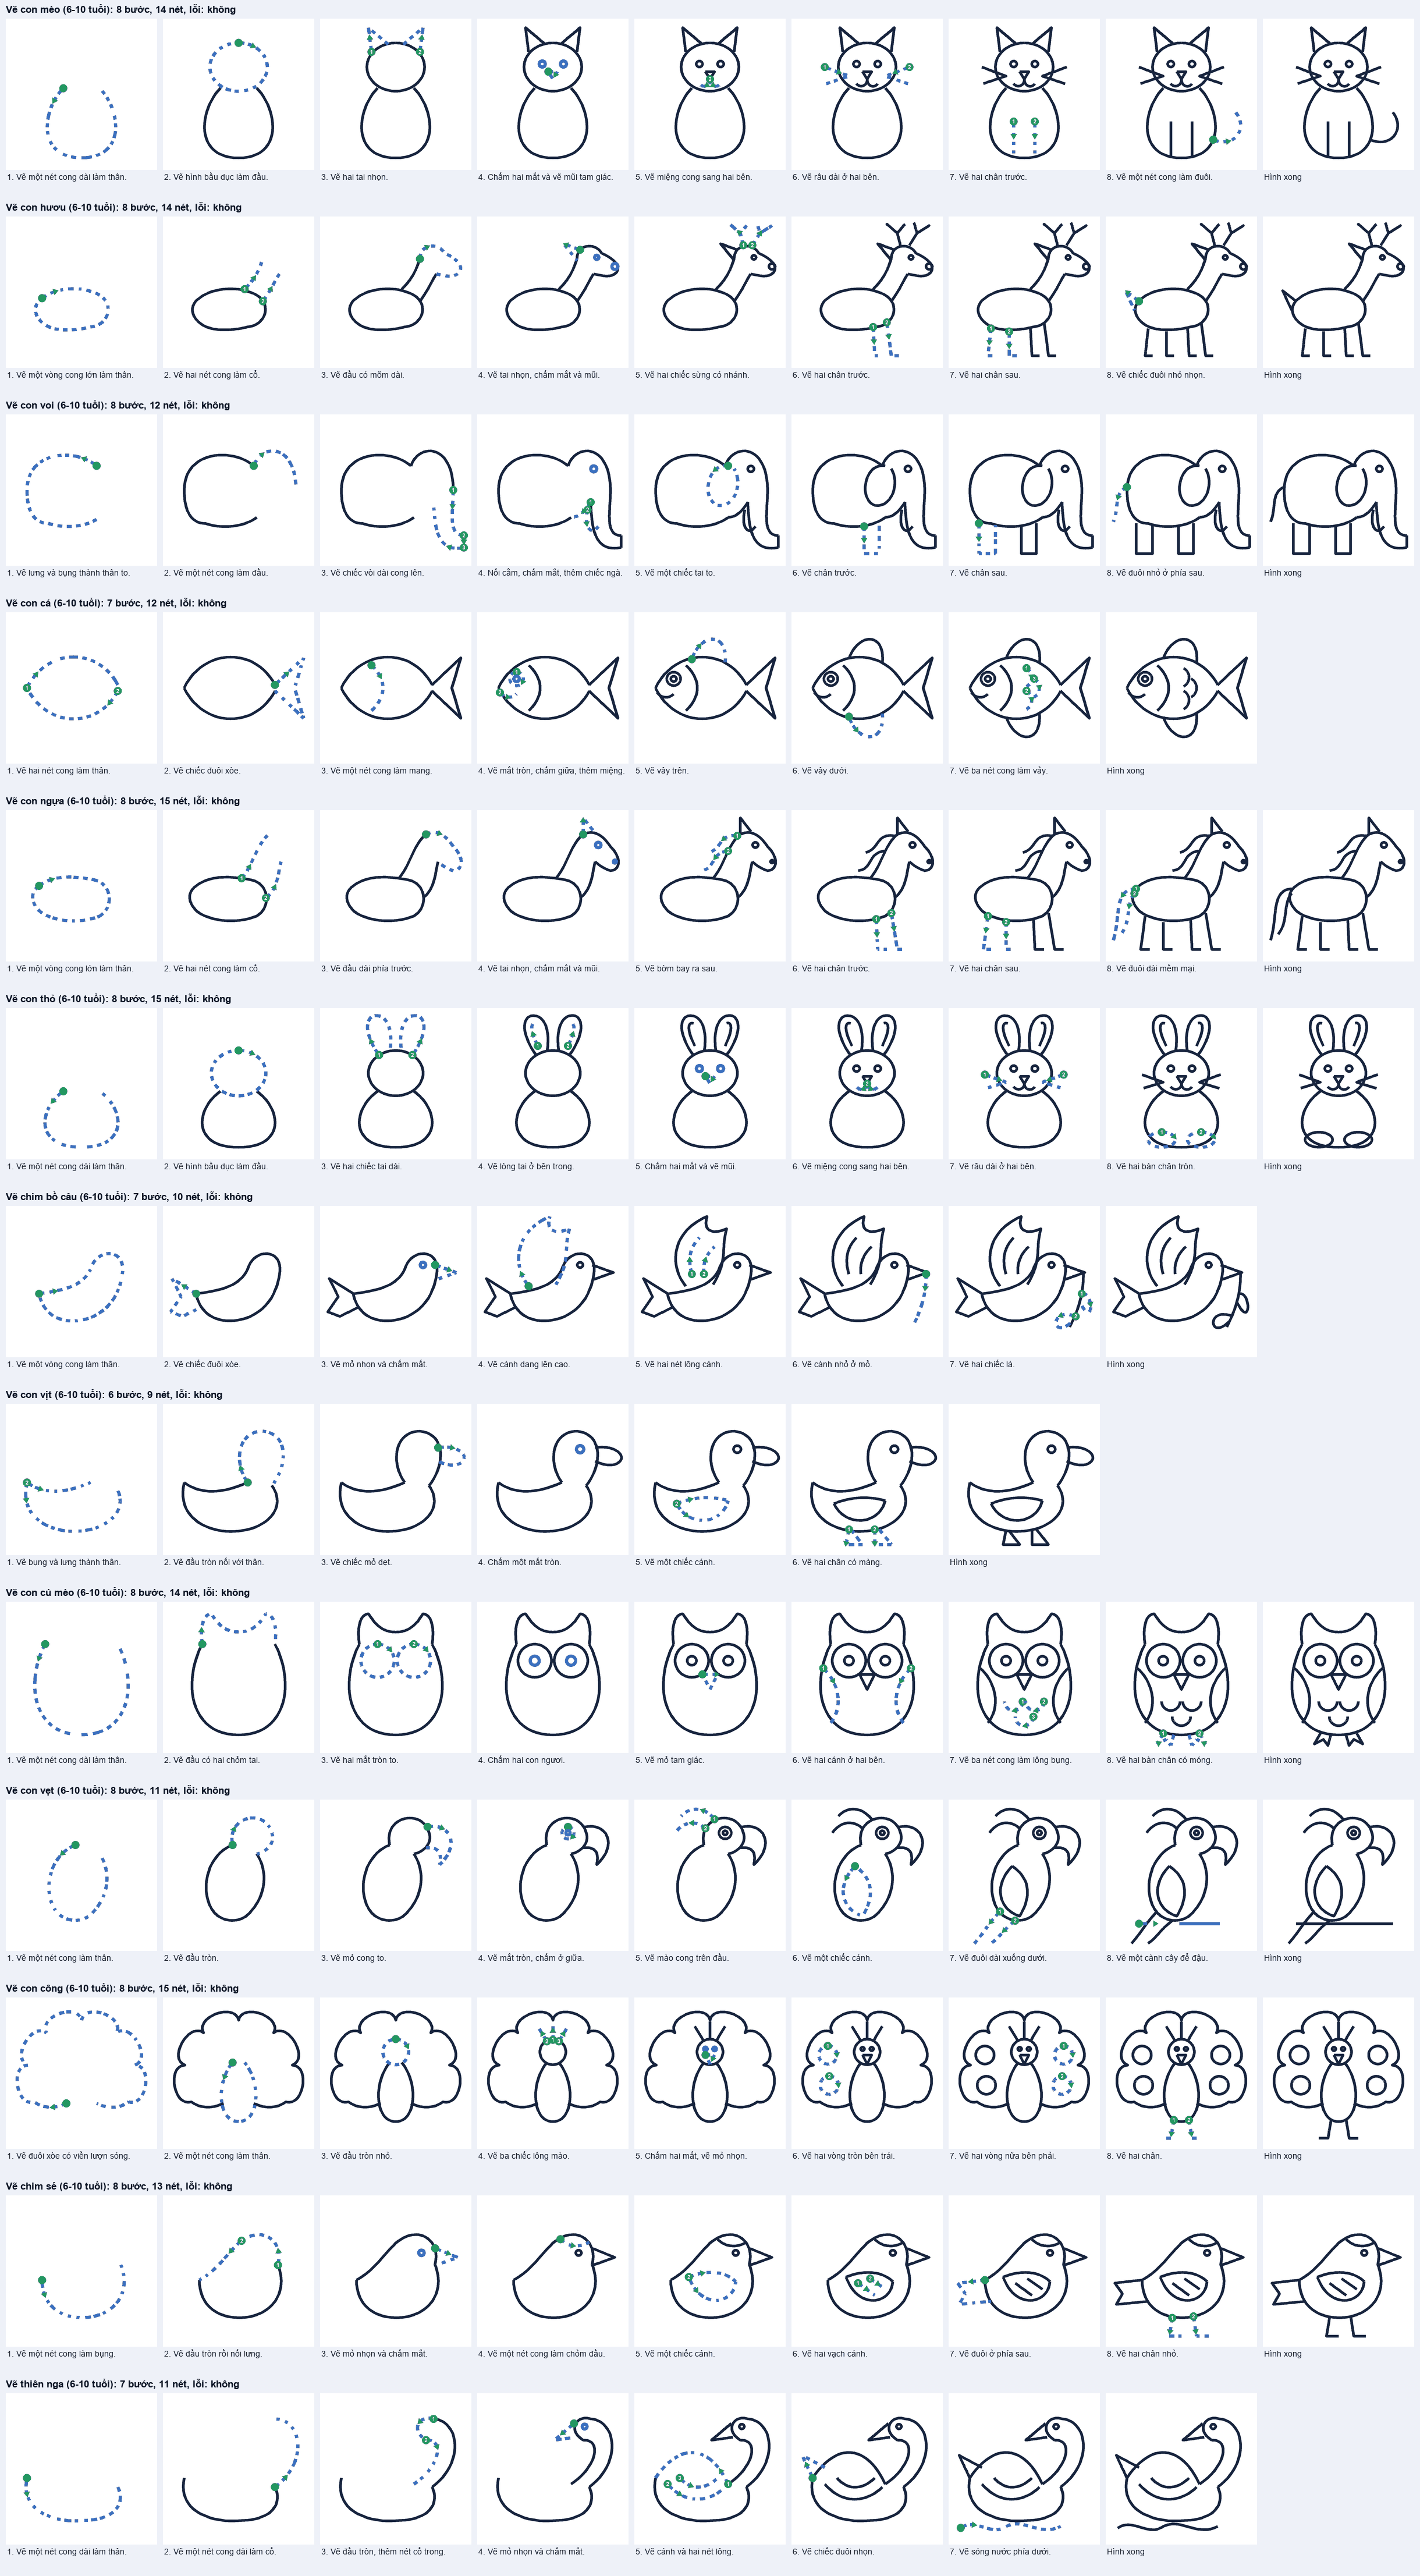 Vẽ con mèo (6-10 tuổi): 8 bước, 14 nét, lỗi: không
1. Vẽ một nét cong dài làm thân.
2. Vẽ hình bầu dục làm đầu.
3. Vẽ hai tai nhọn.
4. Chấm hai mắt và vẽ mũi tam giác.
5. Vẽ miệng cong sang hai bên.
6. Vẽ râu dài ở hai bên.
7. Vẽ hai chân trước.
8. Vẽ một nét cong làm đuôi.
Hình xong
Vẽ con hươu (6-10 tuổi): 8 bước, 14 nét, lỗi: không
1. Vẽ một vòng cong lớn làm thân.
2. Vẽ hai nét cong làm cổ.
3. Vẽ đầu có mõm dài.
4. Vẽ tai nhọn, chấm mắt và mũi.
5. Vẽ hai chiếc sừng có nhánh.
6. Vẽ hai chân trước.
7. Vẽ hai chân sau.
8. Vẽ chiếc đuôi nhỏ nhọn.
Hình xong
Vẽ con voi (6-10 tuổi): 8 bước, 12 nét, lỗi: không
1. Vẽ lưng và bụng thành thân to.
2. Vẽ một nét cong làm đầu.
3. Vẽ chiếc vòi dài cong lên.
4. Nối cằm, chấm mắt, thêm chiếc ngà.
5. Vẽ một chiếc tai to.
6. Vẽ chân trước.
7. Vẽ chân sau.
8. Vẽ đuôi nhỏ ở phía sau.
Hình xong
Vẽ con cá (6-10 tuổi): 7 bước, 12 nét, lỗi: không
1. Vẽ hai nét cong làm thân.
2. Vẽ chiếc đuôi xòe.
3. Vẽ một nét cong làm mang.
4. Vẽ mắt tròn, chấm giữa, thêm miệng.
5. Vẽ vây trên.
6. Vẽ vây dưới.
7. Vẽ ba nét cong làm vảy.
Hình xong
Vẽ con ngựa (6-10 tuổi): 8 bước, 15 nét, lỗi: không
1. Vẽ một vòng cong lớn làm thân.
2. Vẽ hai nét cong làm cổ.
3. Vẽ đầu dài phía trước.
4. Vẽ tai nhọn, chấm mắt và mũi.
5. Vẽ bờm bay ra sau.
6. Vẽ hai chân trước.
7. Vẽ hai chân sau.
8. Vẽ đuôi dài mềm mại.
Hình xong
Vẽ con thỏ (6-10 tuổi): 8 bước, 15 nét, lỗi: không
1. Vẽ một nét cong dài làm thân.
2. Vẽ hình bầu dục làm đầu.
3. Vẽ hai chiếc tai dài.
4. Vẽ lòng tai ở bên trong.
5. Chấm hai mắt và vẽ mũi.
6. Vẽ miệng cong sang hai bên.
7. Vẽ râu dài ở hai bên.
8. Vẽ hai bàn chân tròn.
Hình xong
Vẽ chim bồ câu (6-10 tuổi): 7 bước, 10 nét, lỗi: không
1. Vẽ một vòng cong làm thân.
2. Vẽ chiếc đuôi xòe.
3. Vẽ mỏ nhọn và chấm mắt.
4. Vẽ cánh dang lên cao.
5. Vẽ hai nét lông cánh.
6. Vẽ cành nhỏ ở mỏ.
7. Vẽ hai chiếc lá.
Hình xong
Vẽ con vịt (6-10 tuổi): 6 bước, 9 nét, lỗi: không
1. Vẽ bụng và lưng thành thân.
2. Vẽ đầu tròn nối với thân.
3. Vẽ chiếc mỏ dẹt.
4. Chấm một mắt tròn.
5. Vẽ một chiếc cánh.
6. Vẽ hai chân có màng.
Hình xong
Vẽ con cú mèo (6-10 tuổi): 8 bước, 14 nét, lỗi: không
1. Vẽ một nét cong dài làm thân.
2. Vẽ đầu có hai chỏm tai.
3. Vẽ hai mắt tròn to.
4. Chấm hai con ngươi.
5. Vẽ mỏ tam giác.
6. Vẽ hai cánh ở hai bên.
7. Vẽ ba nét cong làm lông bụng.
8. Vẽ hai bàn chân có móng.
Hình xong
Vẽ con vẹt (6-10 tuổi): 8 bước, 11 nét, lỗi: không
1. Vẽ một nét cong làm thân.
2. Vẽ đầu tròn.
3. Vẽ mỏ cong to.
4. Vẽ mắt tròn, chấm ở giữa.
5. Vẽ mào cong trên đầu.
6. Vẽ một chiếc cánh.
7. Vẽ đuôi dài xuống dưới.
8. Vẽ một cành cây để đậu.
Hình xong
Vẽ con công (6-10 tuổi): 8 bước, 15 nét, lỗi: không
1. Vẽ đuôi xòe có viền lượn sóng.
2. Vẽ một nét cong làm thân.
3. Vẽ đầu tròn nhỏ.
4. Vẽ ba chiếc lông mào.
5. Chấm hai mắt, vẽ mỏ nhọn.
6. Vẽ hai vòng tròn bên trái.
7. Vẽ hai vòng nữa bên phải.
8. Vẽ hai chân.
Hình xong
Vẽ chim sẻ (6-10 tuổi): 8 bước, 13 nét, lỗi: không
1. Vẽ một nét cong làm bụng.
2. Vẽ đầu tròn rồi nối lưng.
3. Vẽ mỏ nhọn và chấm mắt.
4. Vẽ một nét cong làm chỏm đầu.
5. Vẽ một chiếc cánh.
6. Vẽ hai vạch cánh.
7. Vẽ đuôi ở phía sau.
8. Vẽ hai chân nhỏ.
Hình xong
Vẽ thiên nga (6-10 tuổi): 7 bước, 11 nét, lỗi: không
1. Vẽ một nét cong dài làm thân.
2. Vẽ một nét cong dài làm cổ.
3. Vẽ đầu tròn, thêm nét cổ trong.
4. Vẽ mỏ nhọn và chấm mắt.
5. Vẽ cánh và hai nét lông.
6. Vẽ chiếc đuôi nhọn.
7. Vẽ sóng nước phía dưới.
Hình xong